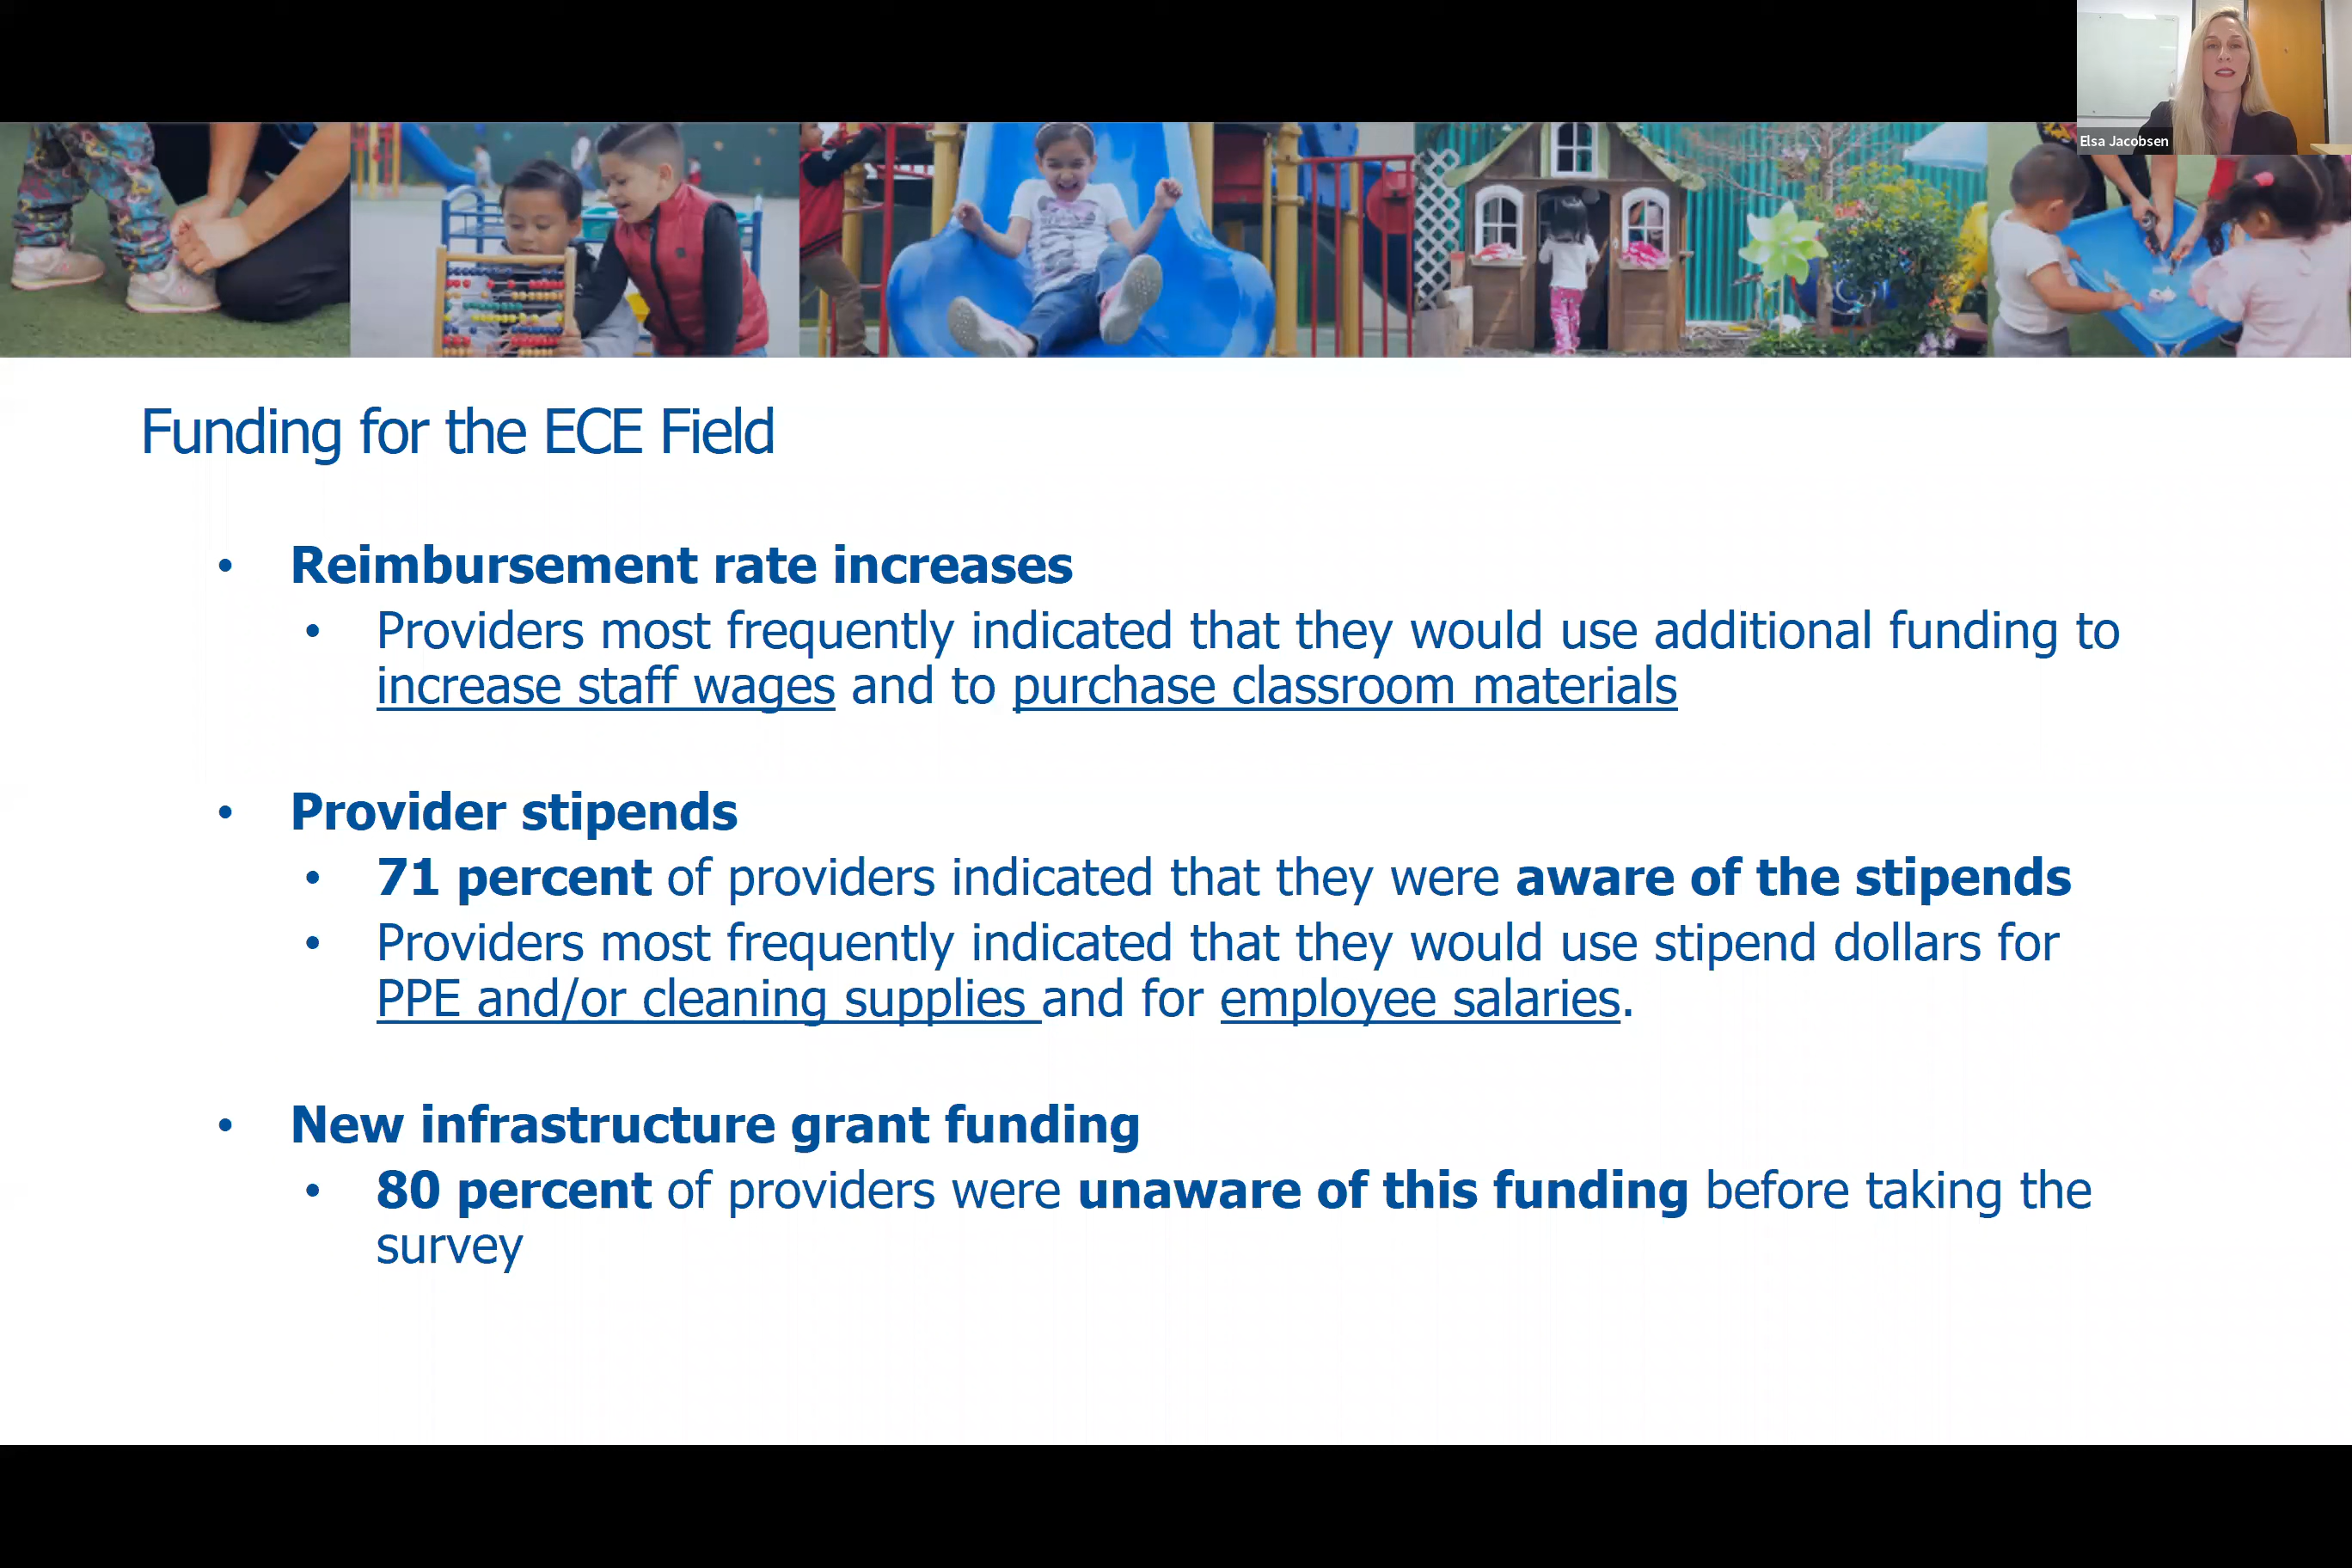 Elsa Jacobsen
Funding for the ECE Field
• Reimbursement rate increases
• Providers most frequently indicated that they would use additional funding to
increase staff wages and to purchase classroom materials
• Provider stipends
• 71 percent of providers indicated that they were aware of the stipends
• Providers most frequently indicated that they would use stipend dollars for
PPE and/or cleaning supplies and for employee salaries.
• New infrastructure grant funding
• 80 percent of providers were unaware of this funding before taking the
survey